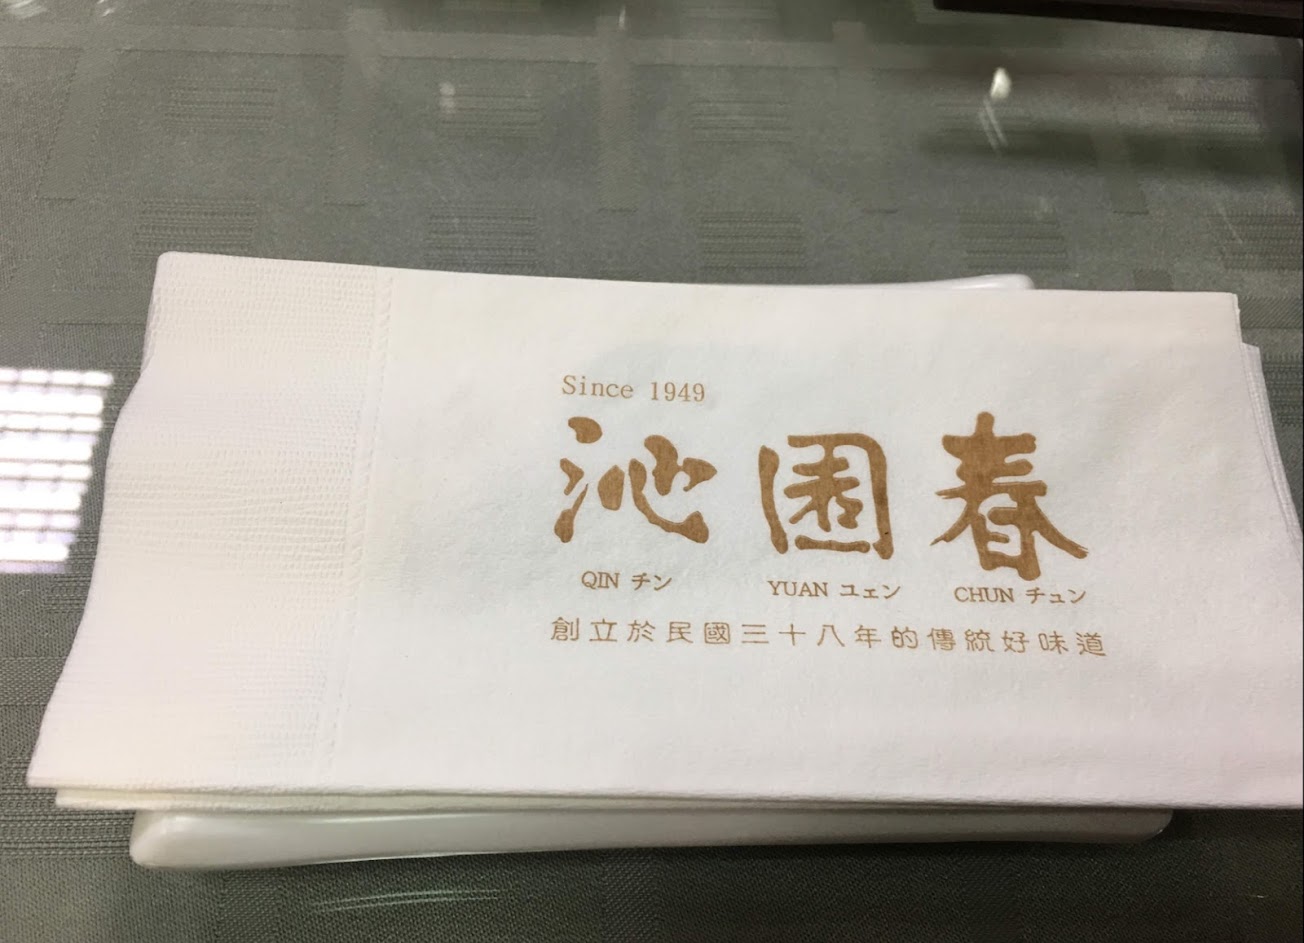 Since 1949
沁園春
QIN チン YUAN ユェン CHUN チュン
創立於民國三十八年的傳統好味道